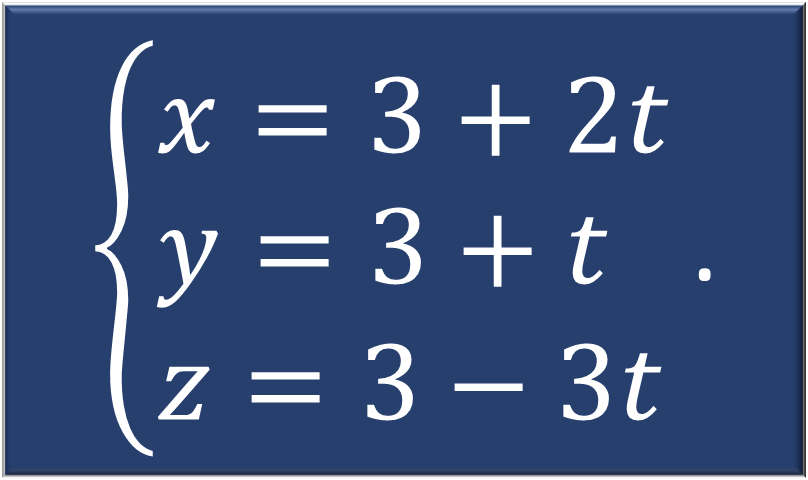 x = 3 + 2t
y = 3 + t .
z = 3 − 3t